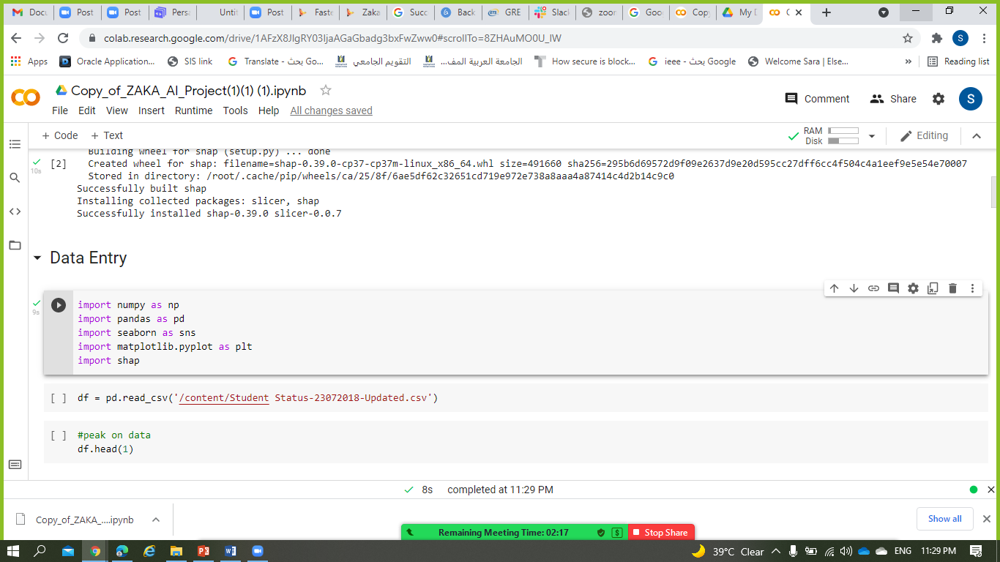 Docu
Post
Post
Persa
Untit
Post
Faste
Zaka
Succ
Back
GRE
Slack
zoor
Goo
Cop
My D
C
colab.research.google.com/drive/1AFzX8JlgRY03IjaAGaGbadg3bxFwZww0#scrollTo=8ZHAuMO0U_lW
S
Apps
Oracle Application...
SIS link
Translate - بحث Go...
التقويم الجامعي
الجامعة العربية المف...
How secure is block...
ieee - بحث Google
Welcome Sara | Else...
»
Reading list
Copy_of_ZAKA_AI_Project(1)(1) (1).ipynb
Comment
Share
S
File Edit View Insert Runtime Tools Help All changes saved
+ Code + Text
RAM
Disk
Editing
Building wheel for shap (setup.py) ... done
[2] Created wheel for shap: filename=shap-0.39.0-cp37-cp37m-linux_x86_64.whl size=491660 sha256=295b6d69572d9f09e2637d9e20d595cc27dff6cc4f504c4a1eef9e5e54e70007
10s
Stored in directory: /root/.cache/pip/wheels/ca/25/8f/6ae5df62c32651cd719e972e738a8aaa4a87414c4d2b14c9c0
Successfully built shap
Installing collected packages: slicer, shap
Successfully installed shap-0.39.0 slicer-0.0.7
Data Entry
9s
import numpy as np
import pandas as pd
import seaborn as sns
import matplotlib.pyplot as plt
import shap
[ ] df = pd.read_csv('/content/Student Status-23072018-Updated.csv')
[ ] #peak on data
df.head(1)
8s completed at 11:29 PM
Copy_of_ZAKA_....ipynb
Show all
Remaining Meeting Time: 02:17
Stop Share
39°C Clear
ENG
11:29 PM